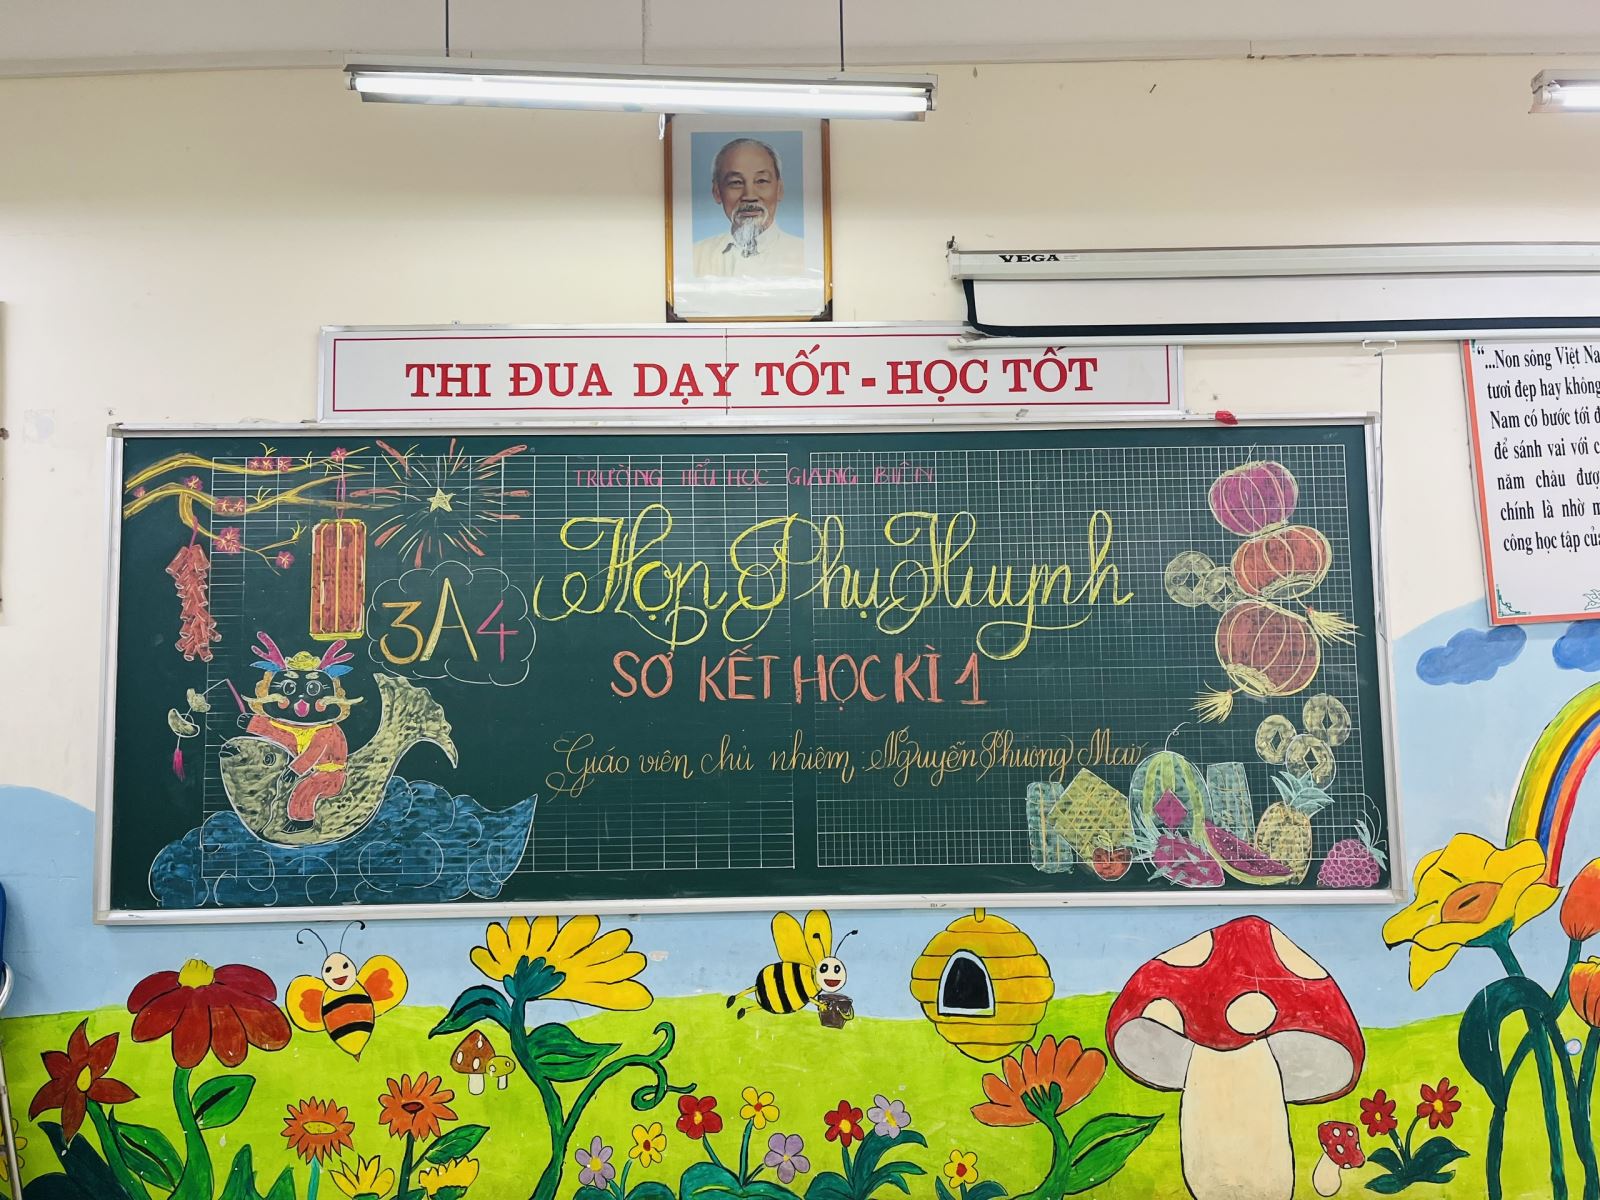 VEGA
THI ĐUA DẠY TỐT - HỌC TỐT
"...Non sông Việt Na
tươi đẹp hay không
Nam có bước tới đ
để sánh vai với c
năm châu đượ
chính là nhờ m
công học tập củ
TRƯỜNG TIỂU HỌC GIANG BIÊN
Họp Phụ Huynh
3A4
SƠ KẾT HỌC KÌ 1
Giáo viên chủ nhiệm: Nguyễn Phương Mai